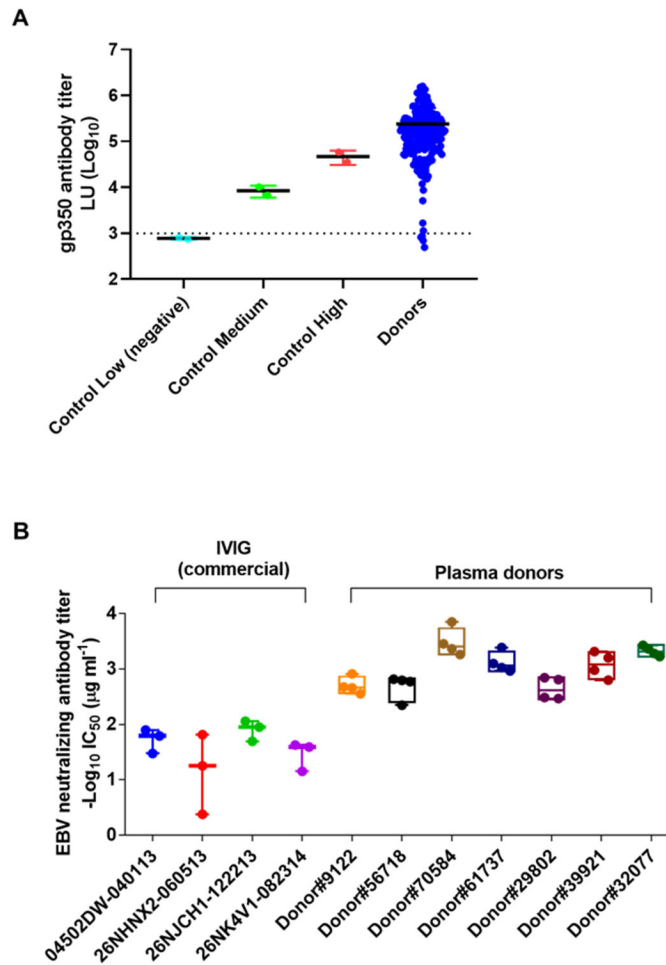 A
gp350 antibody titer
LU (Log10)
7
6
5
4
3
2
Control Low (negative)
Control Medium
Control High
Donors
B
IVIG
(commercial)
Plasma donors
EBV neutralizing antibody titer
-Log10 IC50 (µg ml-1)
4
3
2
1
0
04502DW-040113
26NHNX2-060513
26NJCH1-122213
26NK4V1-082314
Donor#9122
Donor#56718
Donor#70584
Donor#61737
Donor#29802
Donor#39921
Donor#32077